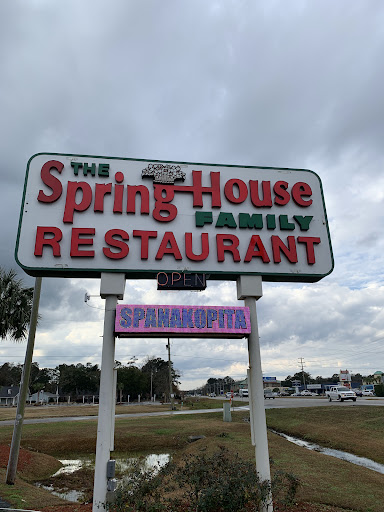 THE
Spring House
FAMILY
RESTAURANT
OPEN
SPANAKOPITA